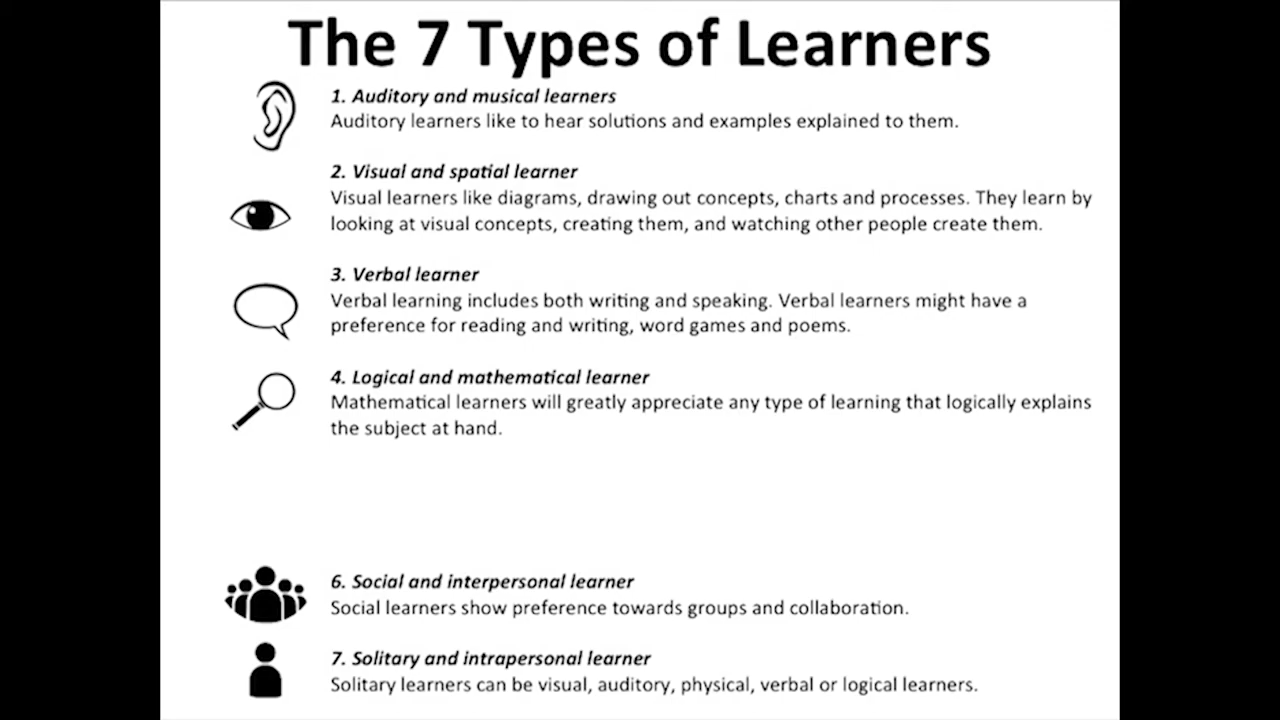 The 7 Types of Learners
1. Auditory and musical learners
Auditory learners like to hear solutions and examples explained to them.
2. Visual and spatial learner
Visual learners like diagrams, drawing out concepts, charts and processes. They learn by
looking at visual concepts, creating them, and watching other people create them.
3. Verbal learner
Verbal learning includes both writing and speaking. Verbal learners might have a
preference for reading and writing, word games and poems.
4. Logical and mathematical learner
Mathematical learners will greatly appreciate any type of learning that logically explains
the subject at hand.
6. Social and interpersonal learner
Social learners show preference towards groups and collaboration.
7. Solitary and intrapersonal learner
Solitary learners can be visual, auditory, physical, verbal or logical learners.